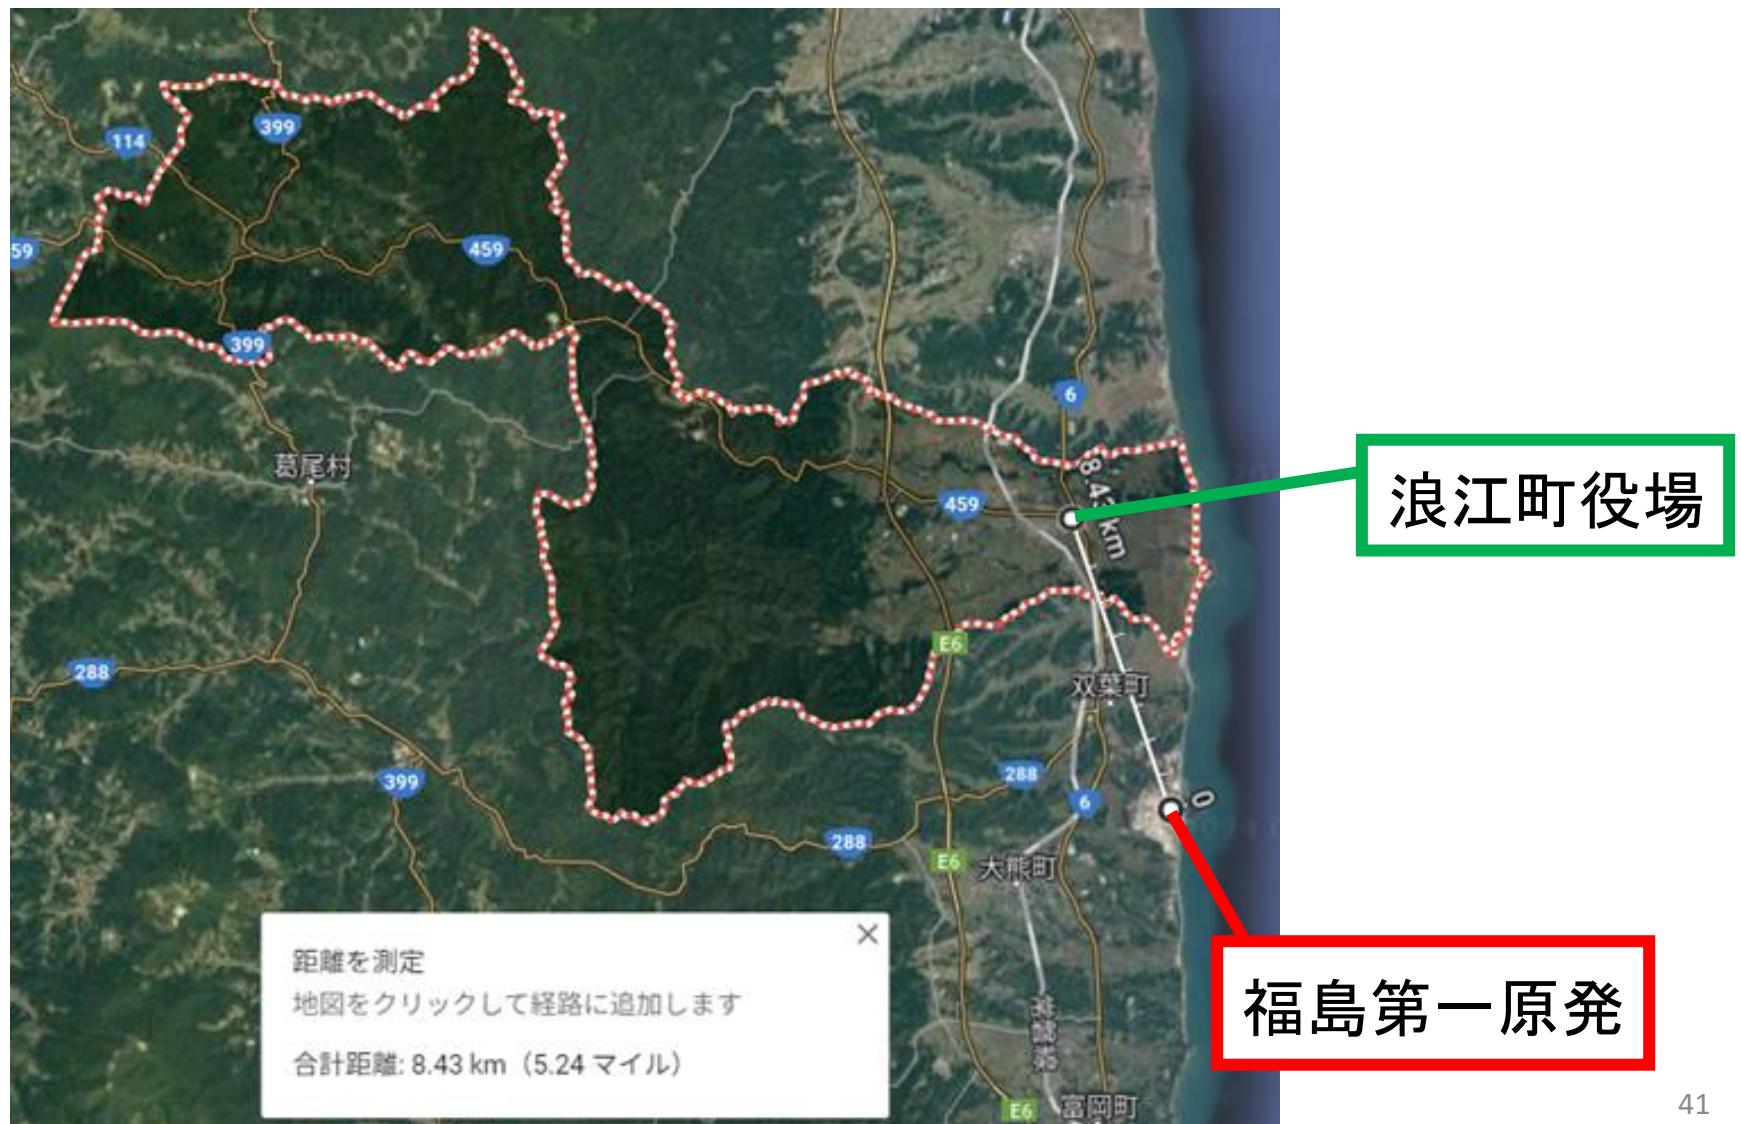 399
114
59
459
399
6
葛尾村
8.43 km
459
浪江町役場
E6
288
双葉町
399
288
6
0
288
E6
大熊町
距離を測定
地図をクリックして経路に追加します
合計距離: 8.43 km（5.24 マイル）
福島第一原発
E6
富岡町
41